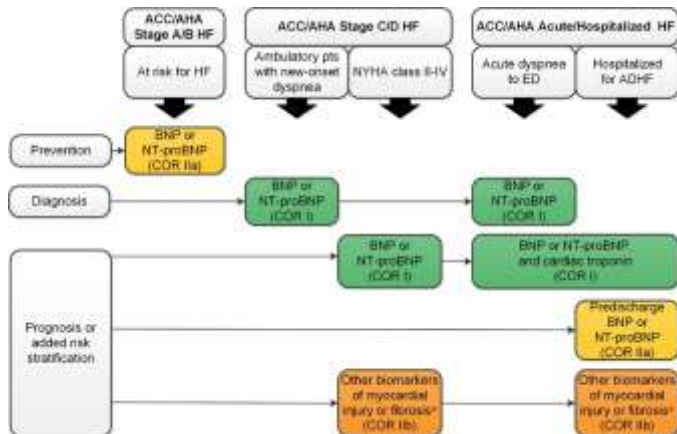 ACC/AHA
Stage A/B HF
ACC/AHA Stage C/D HF
ACC/AHA Acute/Hospitalized HF
At risk for HF
Ambulatory pts
with new-onset
dyspnea
NYHA class II-IV
Acute dyspnea
to ED
Hospitalized
for ADHF
Prevention
BNP or
NT-proBNP
(COR IIa)
Diagnosis
BNP or
NT-proBNP
(COR I)
BNP or
NT-proBNP
(COR I)
Prognosis or
added risk
stratification
BNP or
NT-proBNP
(COR I)
BNP or NT-proBNP
and cardiac troponin
(COR I)
Predischarge
BNP or
NT-proBNP
(COR IIa)
Other biomarkers
of myocardial
injury or fibrosis*
(COR IIb)
Other biomarkers
of myocardial
injury or fibrosis*
(COR IIb)